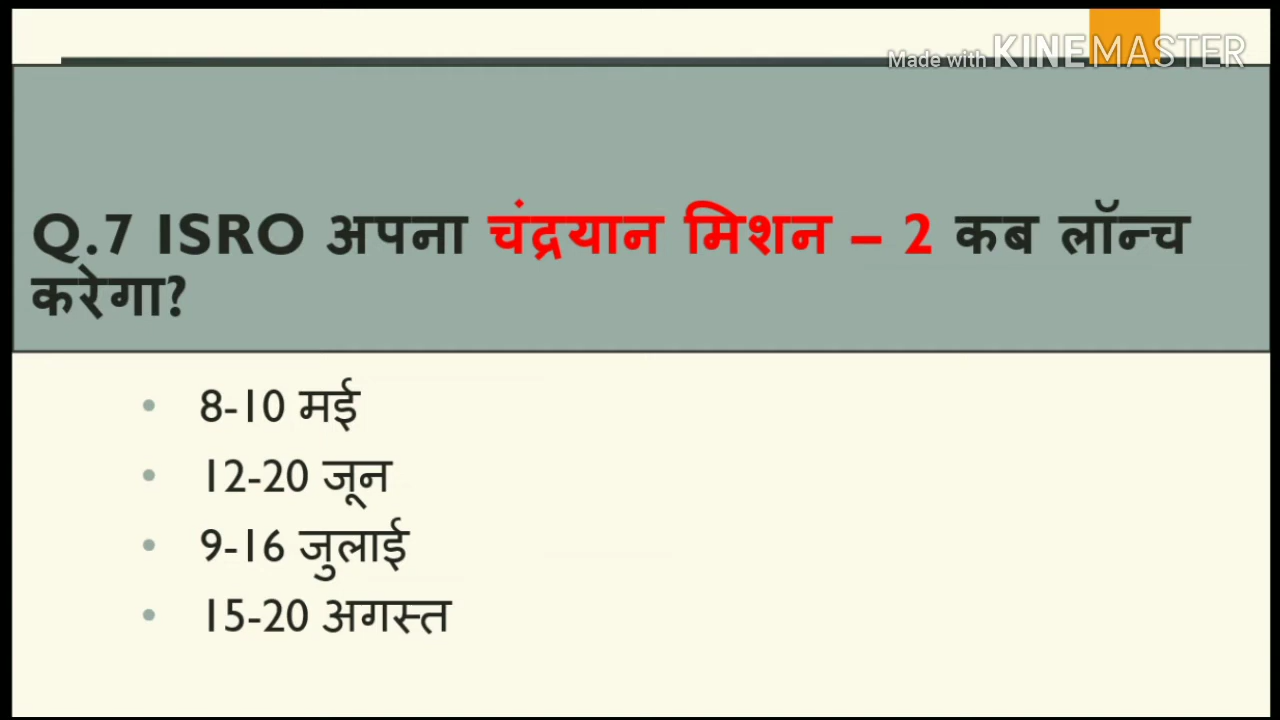 Made with KINEMASTER
Q.7 ISRO अपना चंद्रयान मिशन – 2 कब लॉन्च
करेगा?
• 8-10 मई
• 12-20 जून
• 9-16 जुलाई
• 15-20 अगस्त